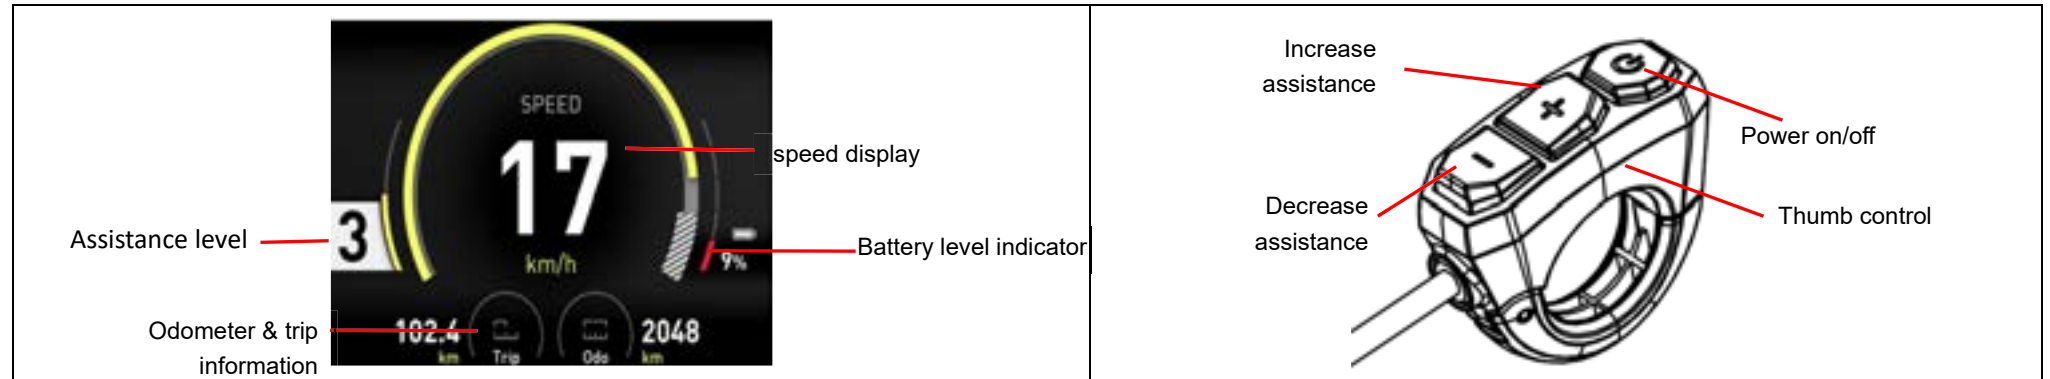 SPEED
17
km/h
3
9%
102.4
km
Trip
Odo
2048
km
speed display
Assistance level
Battery level indicator
Odometer & trip
information
Increase
assistance
Power on/off
Decrease
assistance
Thumb control